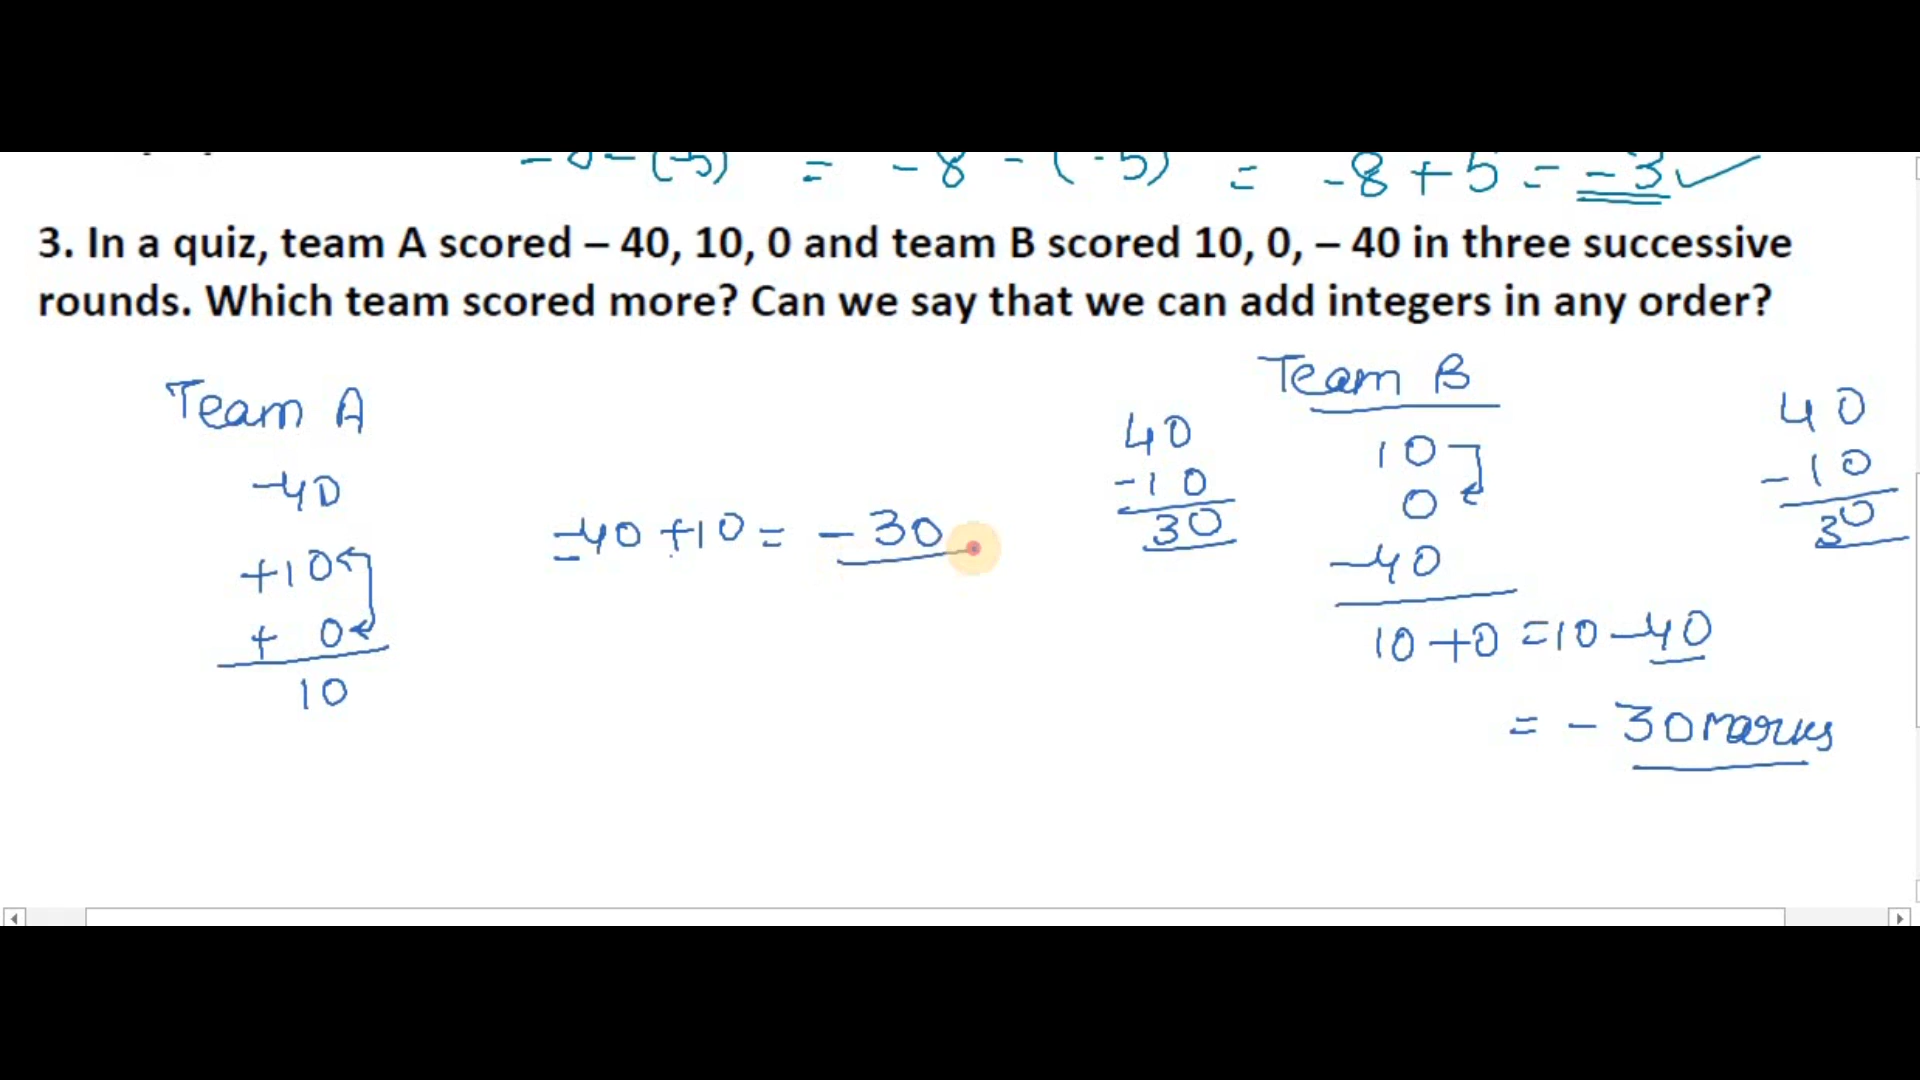 = -8 - (-5) = -8 + 5 = -3 ✓
3. In a quiz, team A scored – 40, 10, 0 and team B scored 10, 0, – 40 in three successive
rounds. Which team scored more? Can we say that we can add integers in any order?
Team A
-40
+10
+ 0
10
-40 +10 = -30
40
-10
30
Team B
10
0
-40
10 +0 =10 -40
= - 30 marks
40
-10
30